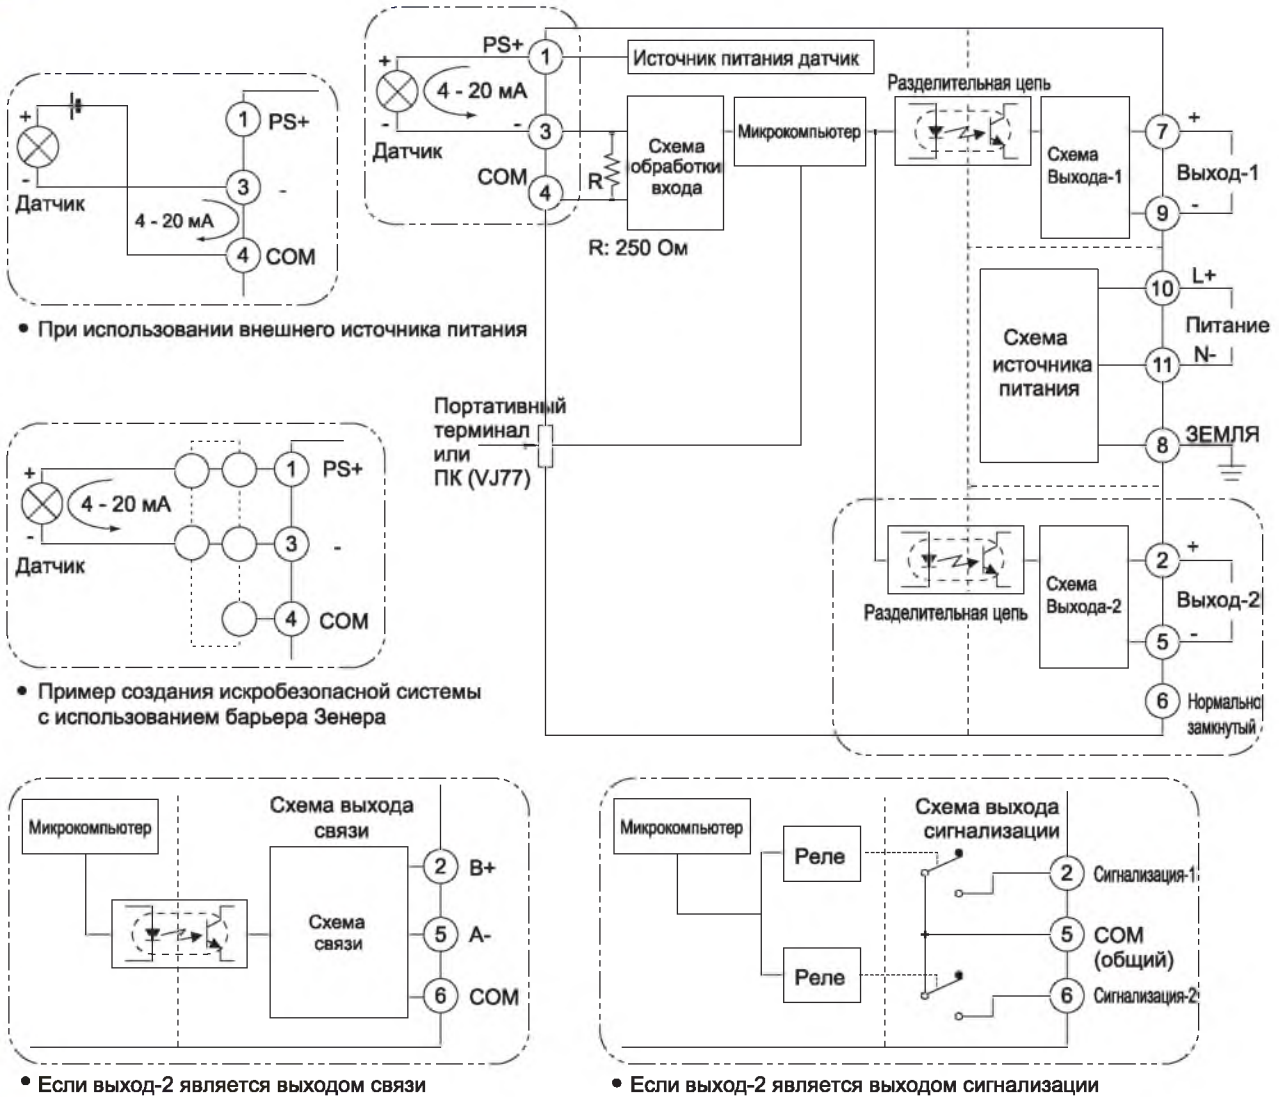 PS+
1
Источник питания датчик
+
4 - 20 мА
-
Датчик
-
3
COM
4
R
R: 250 Ом
Схема
обработки
входа
Микрокомпьютер
Разделительная цепь
Схема
Выхода-1
7
+
Выход-1
9
-
10
L+
Питание
11
N-
Схема
источника
питания
8
ЗЕМЛЯ
Портативный
терминал
или
ПК (VJ77)
Разделительная цепь
Схема
Выхода-2
2
+
Выход-2
5
-
6
Нормально
замкнутый
+
-
Датчик
1
PS+
3
-
4 - 20 мА
4
COM
• При использовании внешнего источника питания
+
4 - 20 мА
-
Датчик
1
PS+
3
-
4
COM
• Пример создания искробезопасной системы
с использованием барьера Зенера
Микрокомпьютер
Схема выхода
связи
Схема
связи
2
B+
5
A-
6
COM
• Если выход-2 является выходом связи
Микрокомпьютер
Реле
Реле
Схема выхода
сигнализации
2
Сигнализация-1
5
COM
(общий)
6
Сигнализация-2
• Если выход-2 является выходом сигнализации